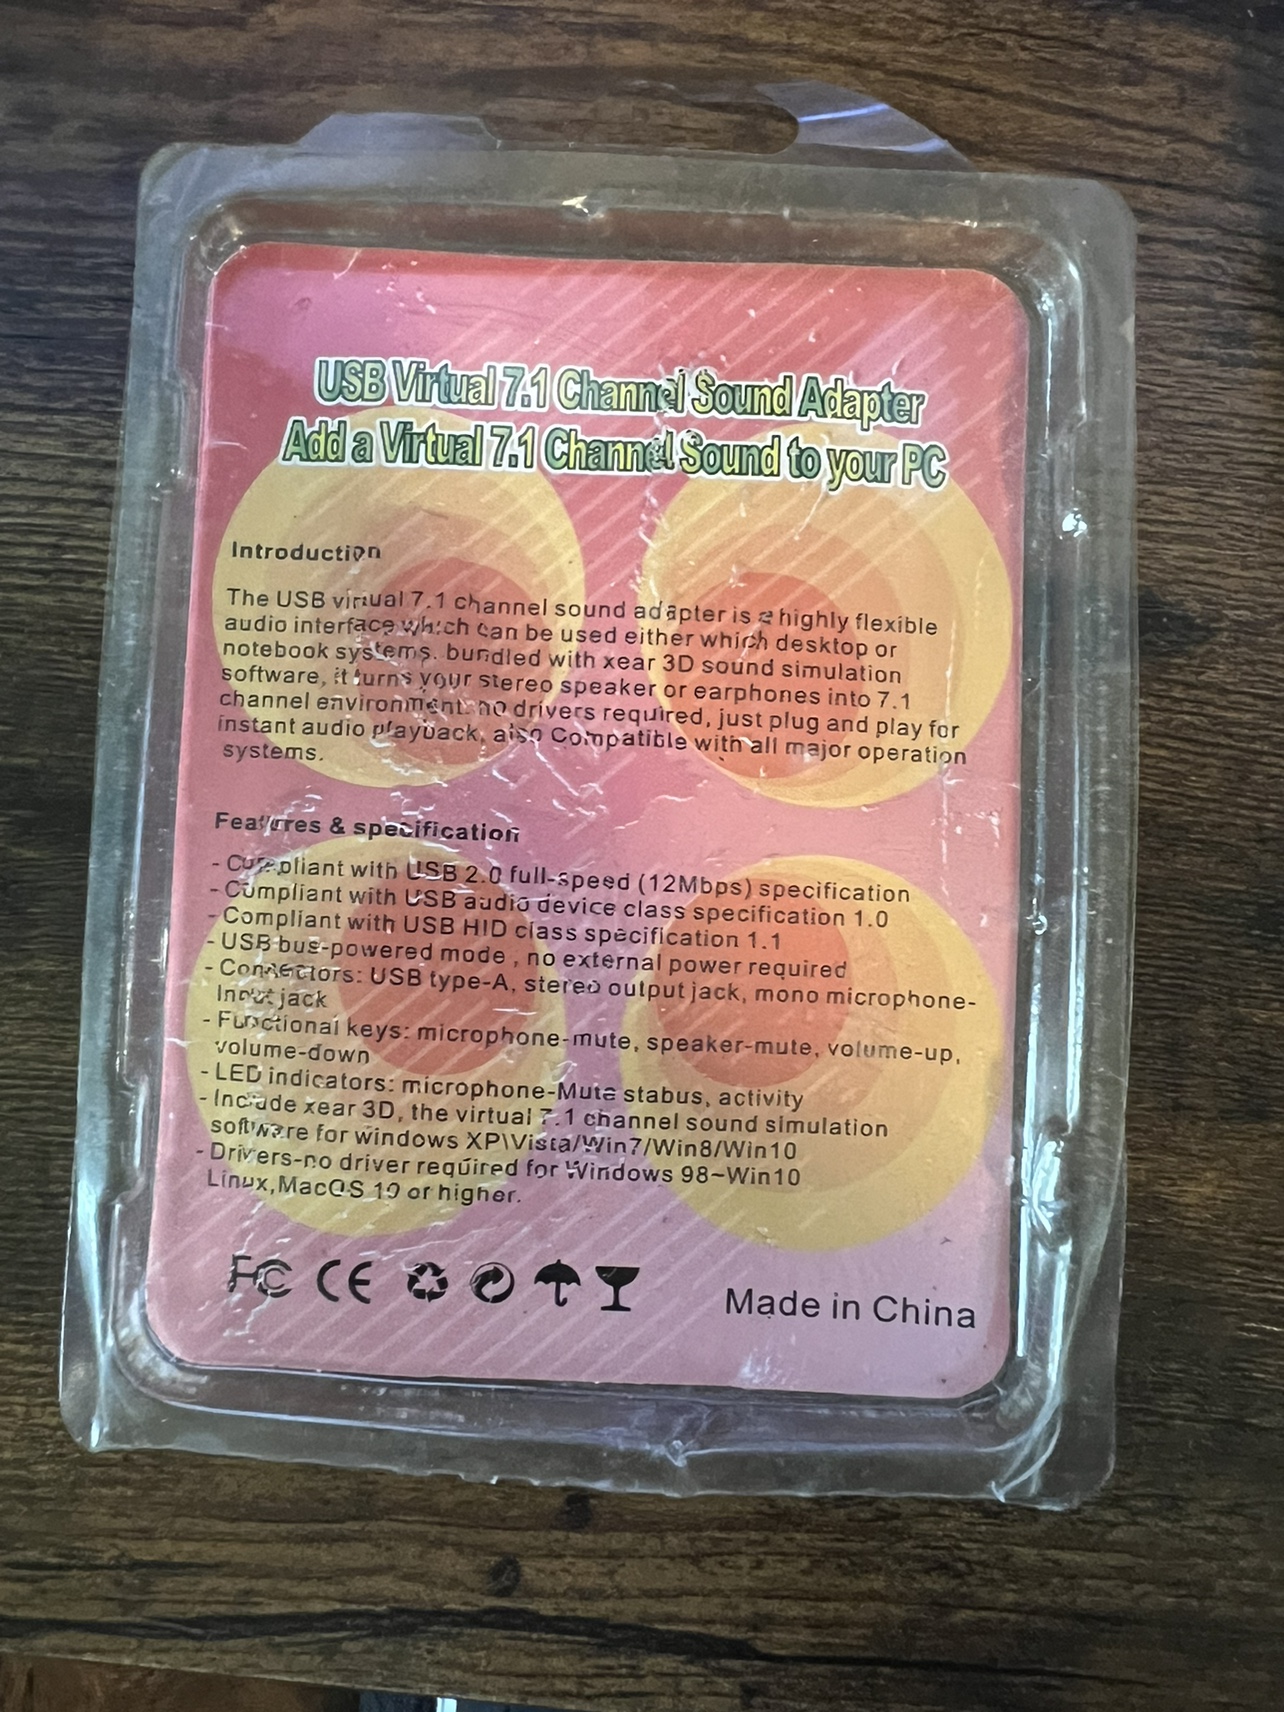 USB Virtual 7.1 Channel Sound Adapter
Add a Virtual 7.1 Channel Sound to your PC
Introduction
The USB virtual 7.1 channel sound adapter is a highly flexible
audio interface which can be used either which desktop or
notebook systems. bundled with xear 3D sound simulation
software, it turns your stereo speaker or earphones into 7.1
channel environment. no drivers required, just plug and play for
instant audio playback, also Compatible with all major operation
systems.
Features & specification
- Compliant with USB 2.0 full-speed (12Mbps) specification
- Compliant with USB audio device class specification 1.0
- Compliant with USB HID class specification 1.1
- USB bus-powered mode , no external power required
- Connectors: USB type-A, stereo output jack, mono microphone-
Input jack
- Functional keys: microphone-mute, speaker-mute, volume-up,
volume-down
- LED indicators: microphone-Mute stabus, activity
- Include xear 3D, the virtual 7.1 channel sound simulation
software for windows XP\Vista/Win7/Win8/Win10
- Drivers-no driver required for Windows 98~Win10
Linux,MacOS 10 or higher.
FC CE
Made in China